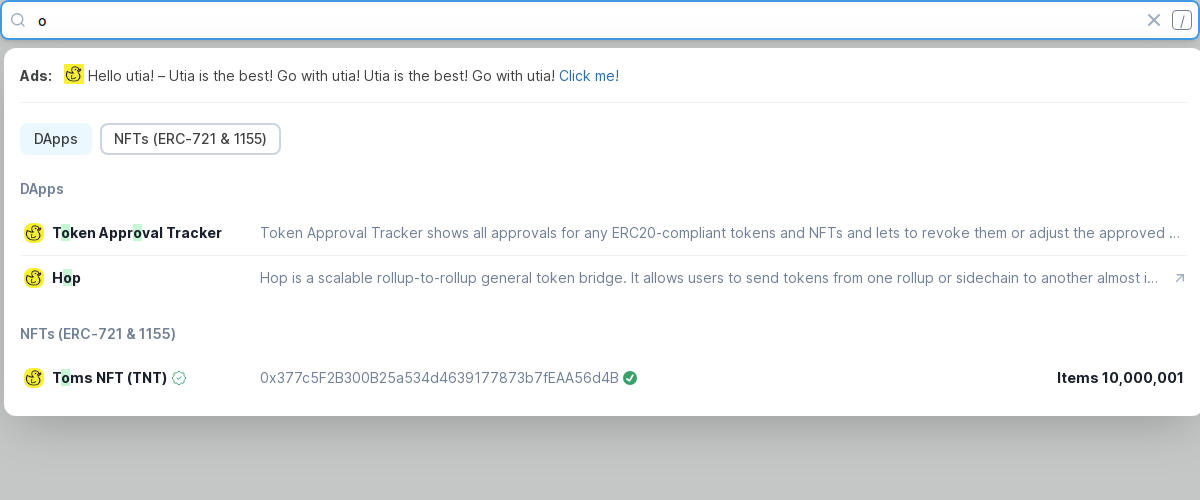 o /
Ads: Hello utia! – Utia is the best! Go with utia! Utia is the best! Go with utia! Click me!
DApps NFTs (ERC-721 & 1155)
DApps
Token Approval Tracker Token Approval Tracker shows all approvals for any ERC20-compliant tokens and NFTs and lets to revoke them or adjust the approved ...
Hop Hop is a scalable rollup-to-rollup general token bridge. It allows users to send tokens from one rollup or sidechain to another almost i...
NFTs (ERC-721 & 1155)
Toms NFT (TNT) 0x377c5F2B300B25a534d4639177873b7fEAA56d4B Items 10,000,001